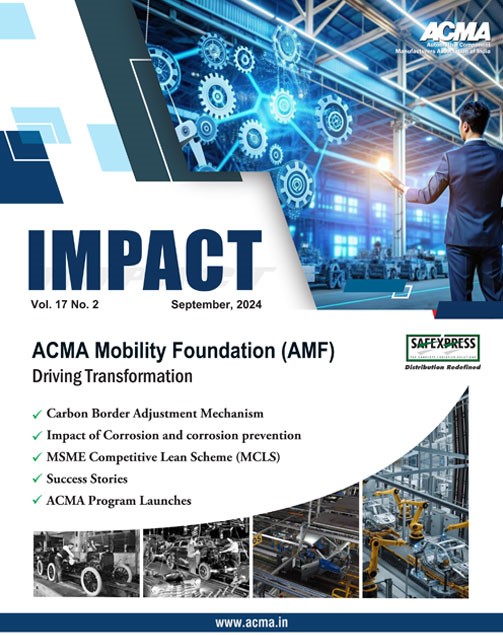 ACMA
Automotive Component
Manufacturers Association of India
IMPACT
Vol. 17 No. 2 September, 2024
ACMA Mobility Foundation (AMF)
Driving Transformation
SAFEXPRESS
Distribution Redefined
✓ Carbon Border Adjustment Mechanism
✓ Impact of Corrosion and corrosion prevention
✓ MSME Competitive Lean Scheme (MCLS)
✓ Success Stories
✓ ACMA Program Launches
www.acma.in